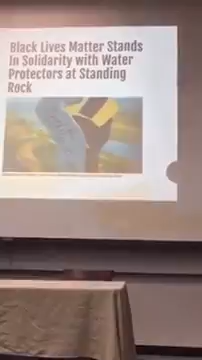 Black Lives Matter Stands
In Solidarity with Water
Protectors at Standing
Rock